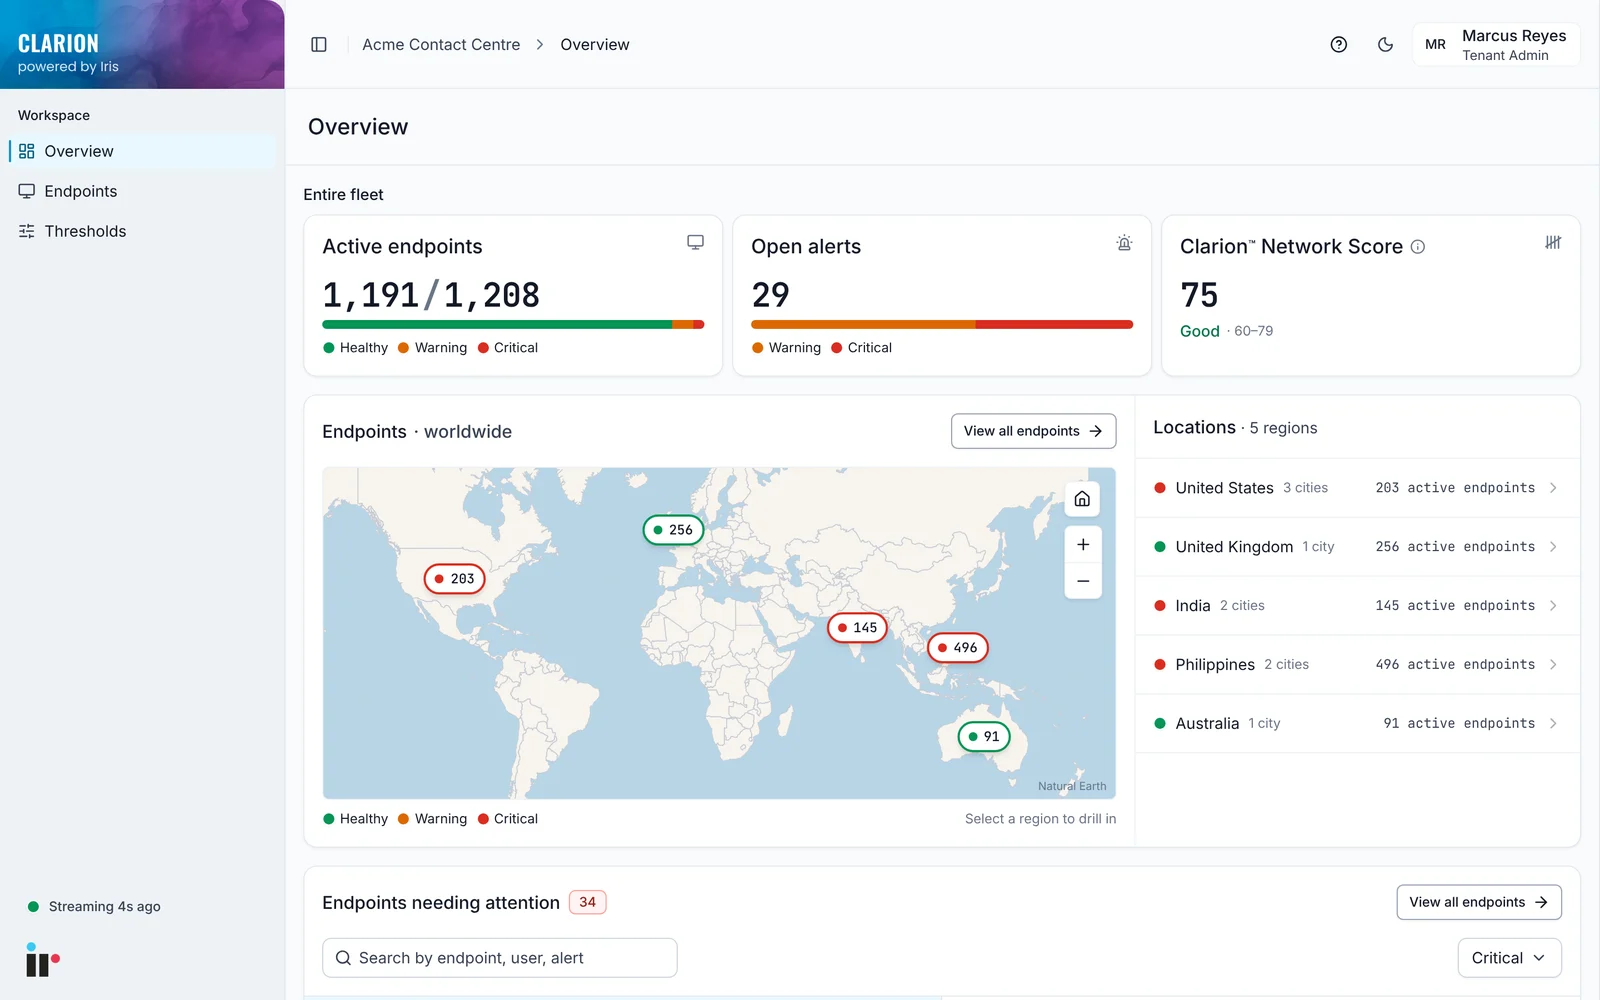 CLARION
powered by Iris
Workspace
Overview
Endpoints
Thresholds
Streaming 4s ago
ir
Acme Contact Centre > Overview
MR
Marcus Reyes
Tenant Admin
Overview
Entire fleet
Active endpoints
1,191/1,208
Healthy Warning Critical
Open alerts
29
Warning Critical
Clarion™ Network Score
75
Good · 60–79
Endpoints · worldwide
View all endpoints →
256
203
145
496
91
Natural Earth
Healthy Warning Critical
Select a region to drill in
Locations · 5 regions
United States 3 cities 203 active endpoints
United Kingdom 1 city 256 active endpoints
India 2 cities 145 active endpoints
Philippines 2 cities 496 active endpoints
Australia 1 city 91 active endpoints
Endpoints needing attention 34
View all endpoints →
Search by endpoint, user, alert
Critical